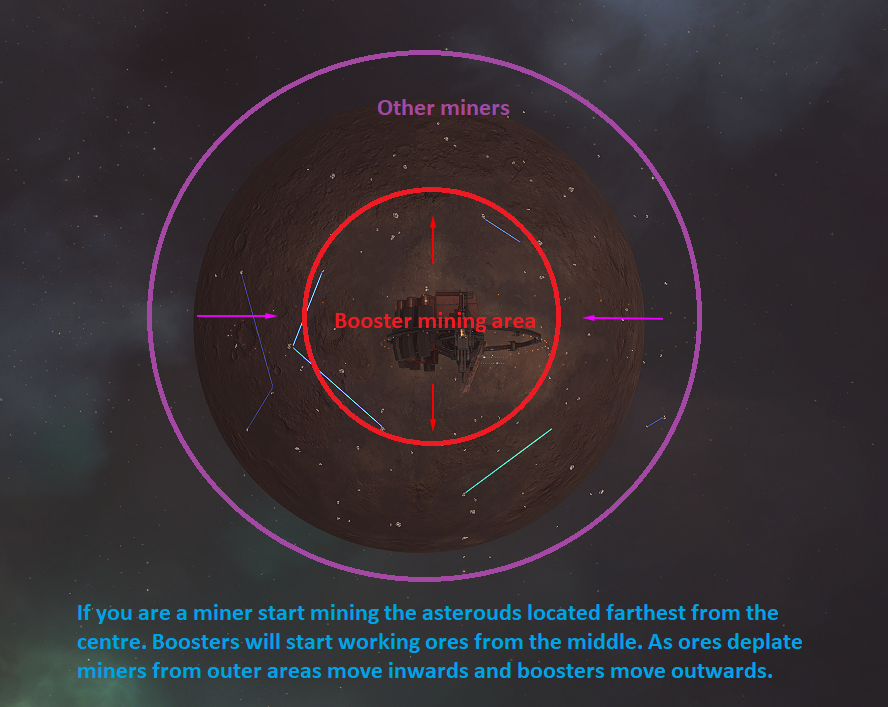 Other miners
Booster mining area
If you are a miner start mining the asterouds located farthest from the
centre. Boosters will start working ores from the middle. As ores deplate
miners from outer areas move inwards and boosters move outwards.